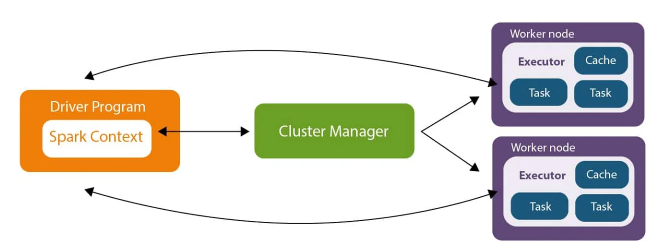 Driver Program
Spark Context
Cluster Manager
Worker node
Executor
Cache
Task
Task
Worker node
Executor
Cache
Task
Task